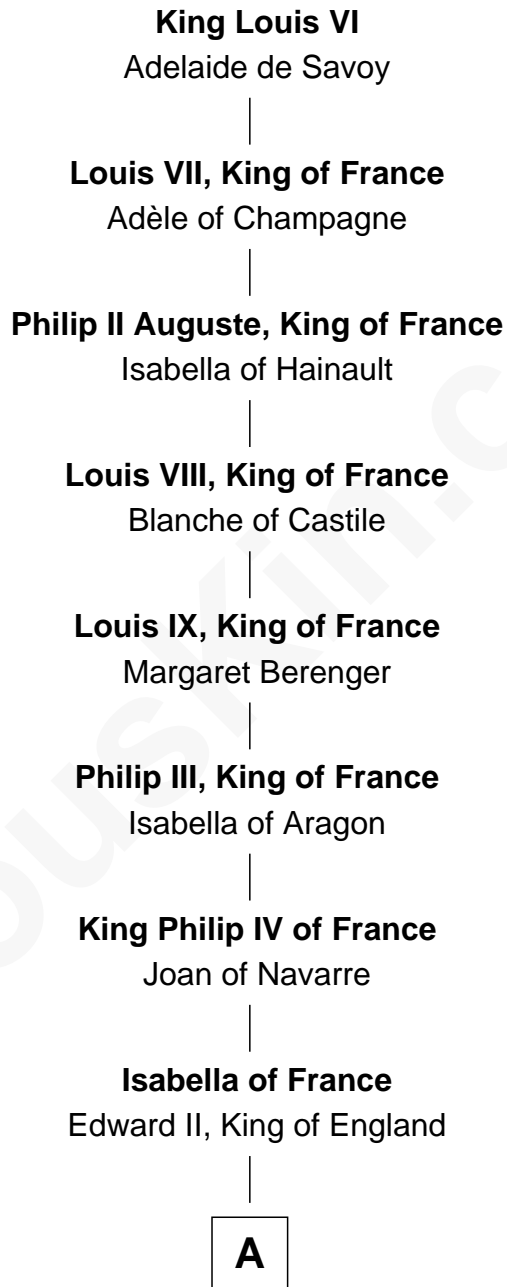 King Louis VI
Adelaide de Savoy
Louis VII, King of France
Adèle of Champagne
Philip II Auguste, King of France
Isabella of Hainault
Louis VIII, King of France
Blanche of Castile
Louis IX, King of France
Margaret Berenger
Philip III, King of France
Isabella of Aragon
King Philip IV of France
Joan of Navarre
Isabella of France
Edward II, King of England
A